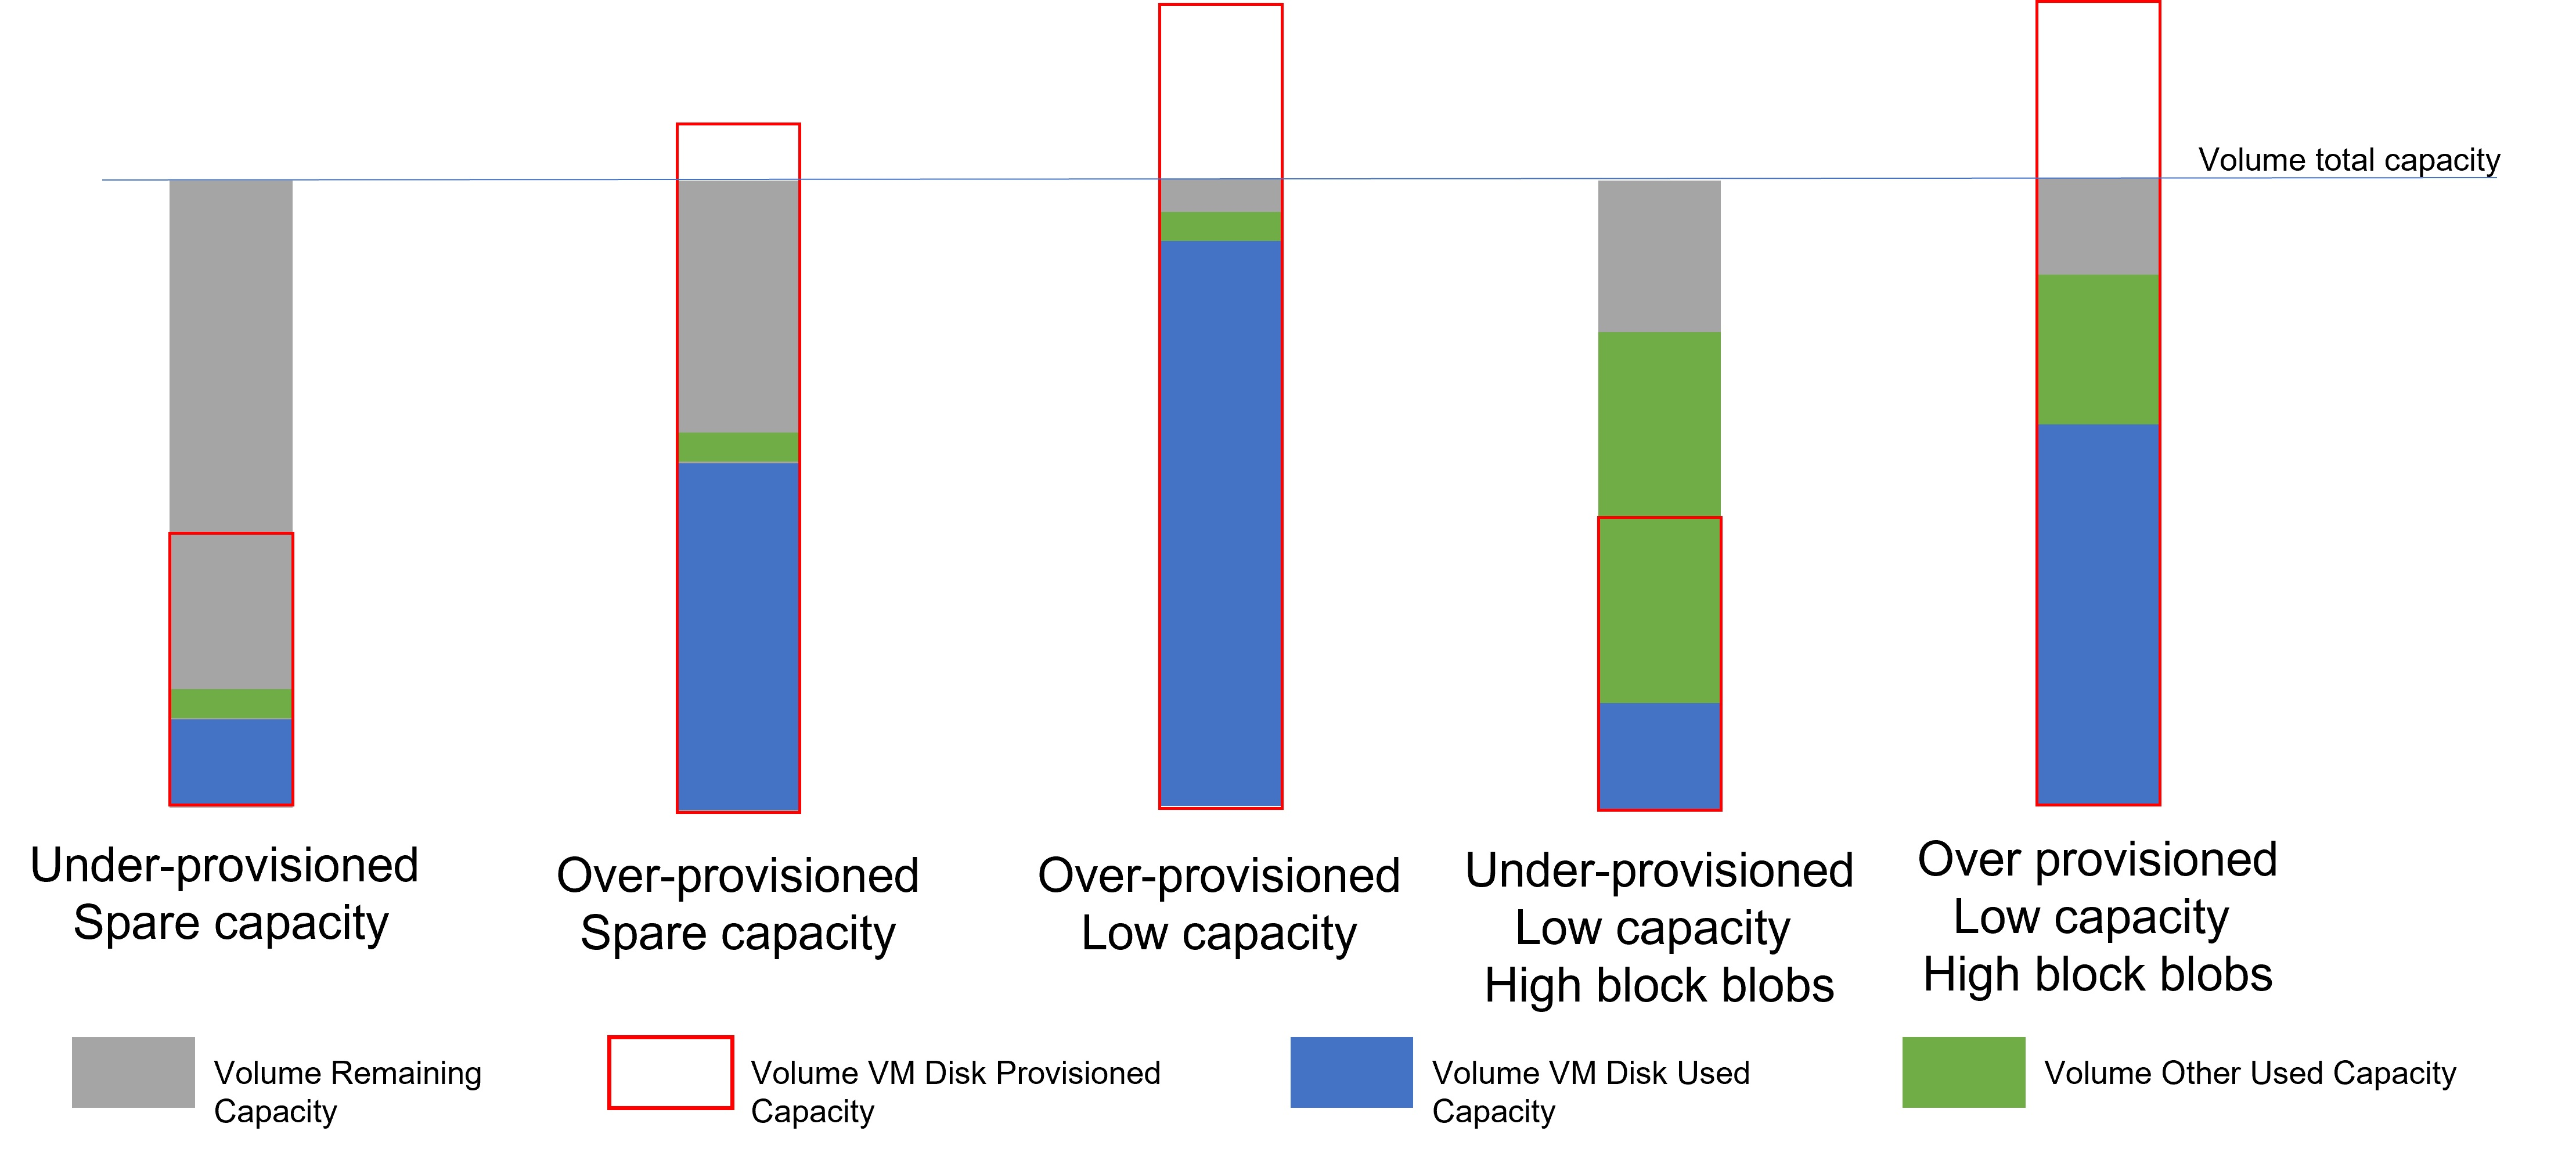 Volume total capacity
Under-provisioned
Spare capacity
Over-provisioned
Spare capacity
Over-provisioned
Low capacity
Under-provisioned
Low capacity
High block blobs
Over provisioned
Low capacity
High block blobs
Volume Remaining
Capacity
Volume VM Disk Provisioned
Capacity
Volume VM Disk Used
Capacity
Volume Other Used Capacity